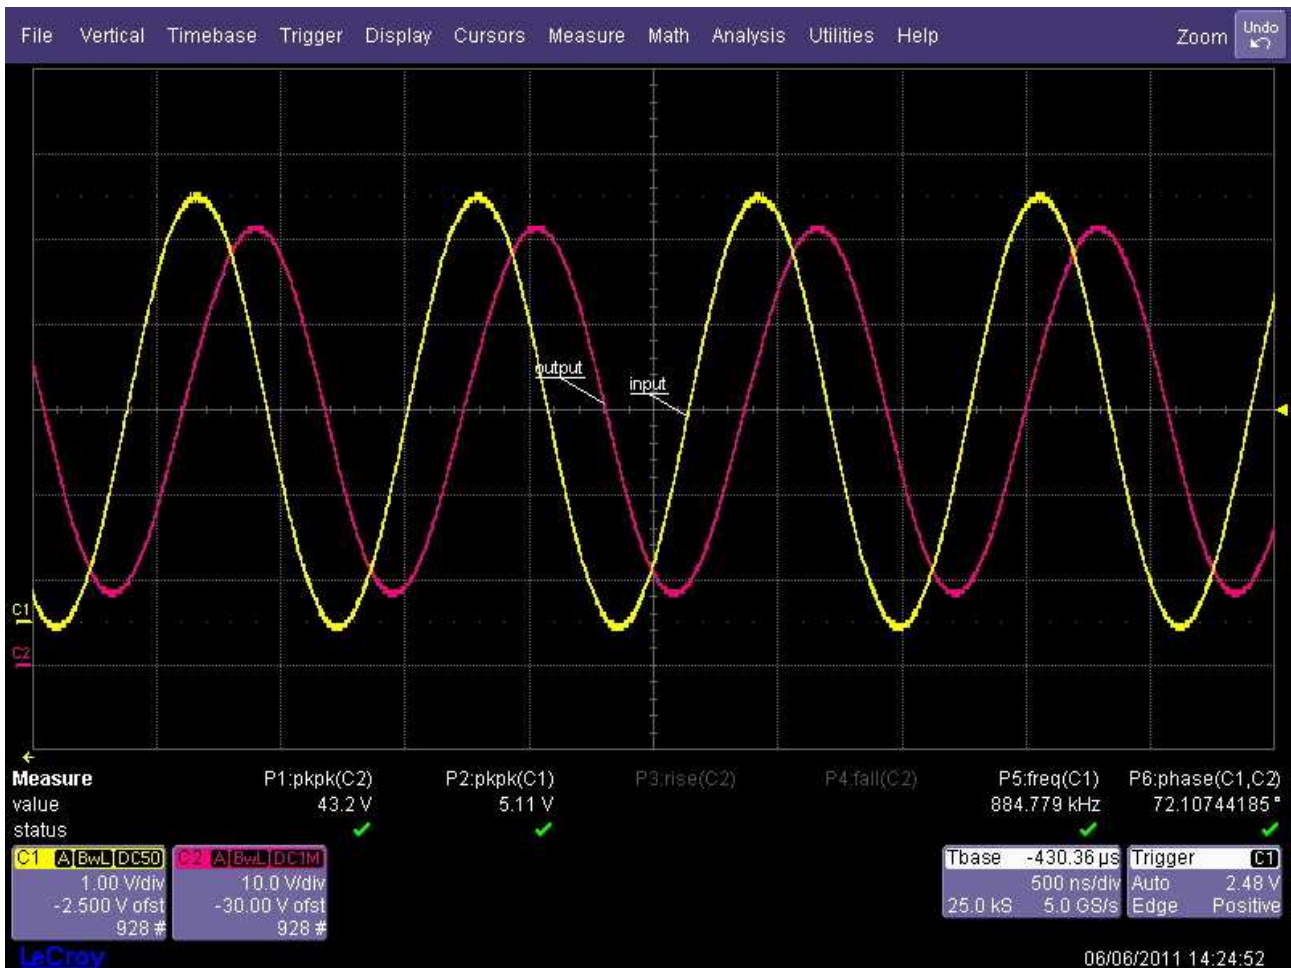 File Vertical Timebase Trigger Display Cursors Measure Math Analysis Utilities Help Zoom Undo
output
input
C1
C2
Measure P1:pkpk(C2) P2:pkpk(C1) P3:rise(C2) P4:fall(C2) P5:freq(C1) P6:phase(C1,C2)
value 43.2 V 5.11 V 884.779 kHz 72.10744185 °
status
C1 A BwL DC50
1.00 V/div
-2.500 V ofst
928 #
C2 A BwL DC1M
10.0 V/div
-30.00 V ofst
928 #
Tbase -430.36 µs
500 ns/div
25.0 kS 5.0 GS/s
Trigger C1
Auto 2.48 V
Edge Positive
LeCroy
06/06/2011 14:24:52